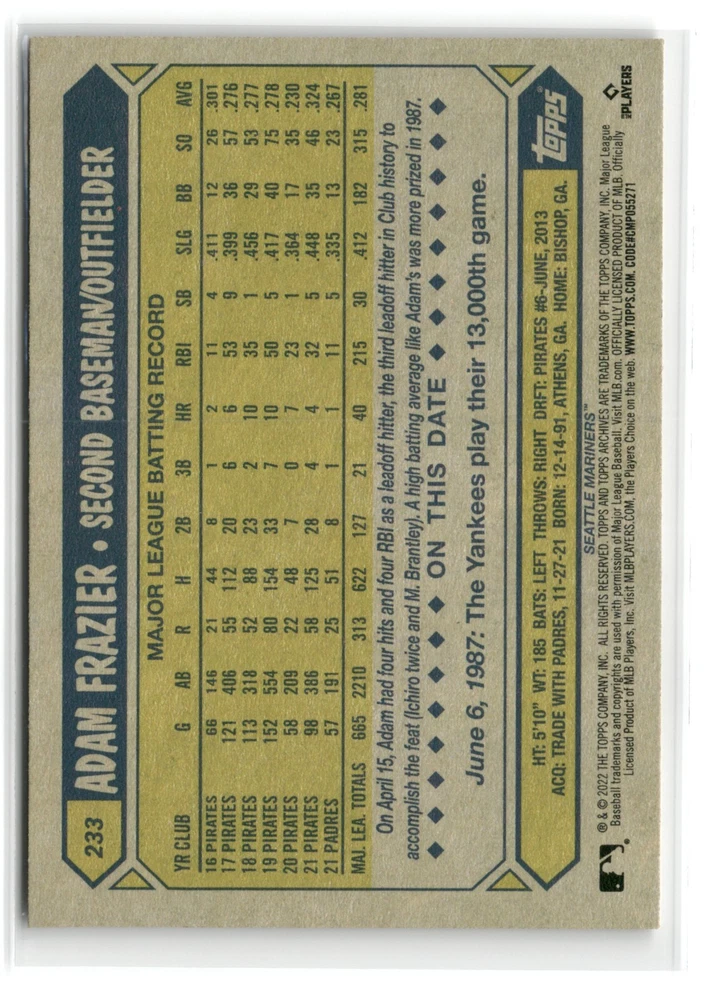 233
ADAM FRAZIER • SECOND BASEMAN/OUTFIELDER
MAJOR LEAGUE BATTING RECORD
YR CLUB G AB R H 2B 3B HR RBI SB SLG BB SO AVG
16 PIRATES 66 146 21 44 8 1 2 11 4 .411 12 26 .301
17 PIRATES 121 406 55 112 20 6 6 53 9 .399 36 57 .276
18 PIRATES 113 318 52 88 23 2 10 35 1 .456 29 53 .277
19 PIRATES 152 554 80 154 33 7 10 50 5 .417 40 75 .278
20 PIRATES 58 209 22 48 7 0 7 23 1 .364 17 35 .230
21 PIRATES 98 386 58 125 28 4 4 32 5 .448 35 46 .324
21 PADRES 57 191 25 51 8 1 1 11 5 .335 13 23 .267
MAJ. LEA. TOTALS 665 2210 313 622 127 21 40 215 30 .412 182 315 .281
On April 15, Adam had four hits and four RBI as a leadoff hitter, the third leadoff hitter in Club history to
accomplish the feat (Ichiro twice and M. Brantley). A high batting average like Adam's was more prized in 1987.
◆ ◆ ◆ ◆ ◆ ◆ ◆ ON THIS DATE ◆ ◆ ◆ ◆ ◆ ◆ ◆
June 6, 1987: The Yankees play their 13,000th game.
Topps
HT: 5'10" WT: 185 BATS: LEFT THROWS: RIGHT DRAFT: PIRATES #6-JUNE, 2013
ACQ: TRADE WITH PADRES, 11-27-21 BORN: 12-14-91, ATHENS, GA. HOME: BISHOP, GA.
SEATTLE MARINERS™
® & © 2022 THE TOPPS COMPANY, INC. ALL RIGHTS RESERVED. TOPPS AND TOPPS ARCHIVES ARE TRADEMARKS OF THE TOPPS COMPANY, INC. Major League
Baseball trademarks and copyrights are used with permission of Major League Baseball. Visit MLB.com. OFFICIALLY LICENSED PRODUCT OF MLB. Officially
Licensed Product of MLB Players, Inc. Visit MLBPLAYERS.COM, the Players Choice on the web. WWW.TOPPS.COM. CODE#CMP055271
MLB PLAYERS